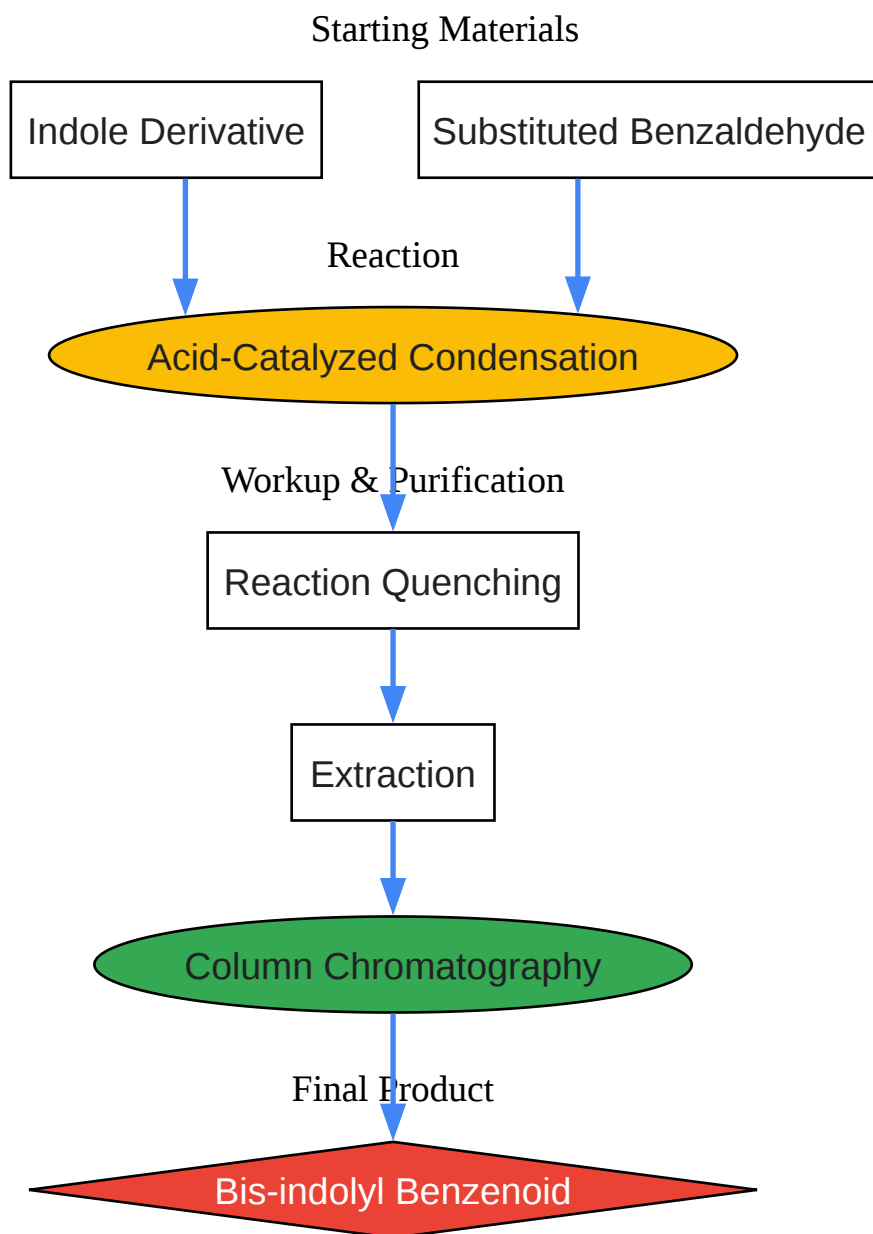 Starting Materials
Indole Derivative
Substituted Benzaldehyde
Reaction
Acid-Catalyzed Condensation
Workup & Purification
Reaction Quenching
Extraction
Column Chromatography
Final Product
Bis-indolyl Benzenoid